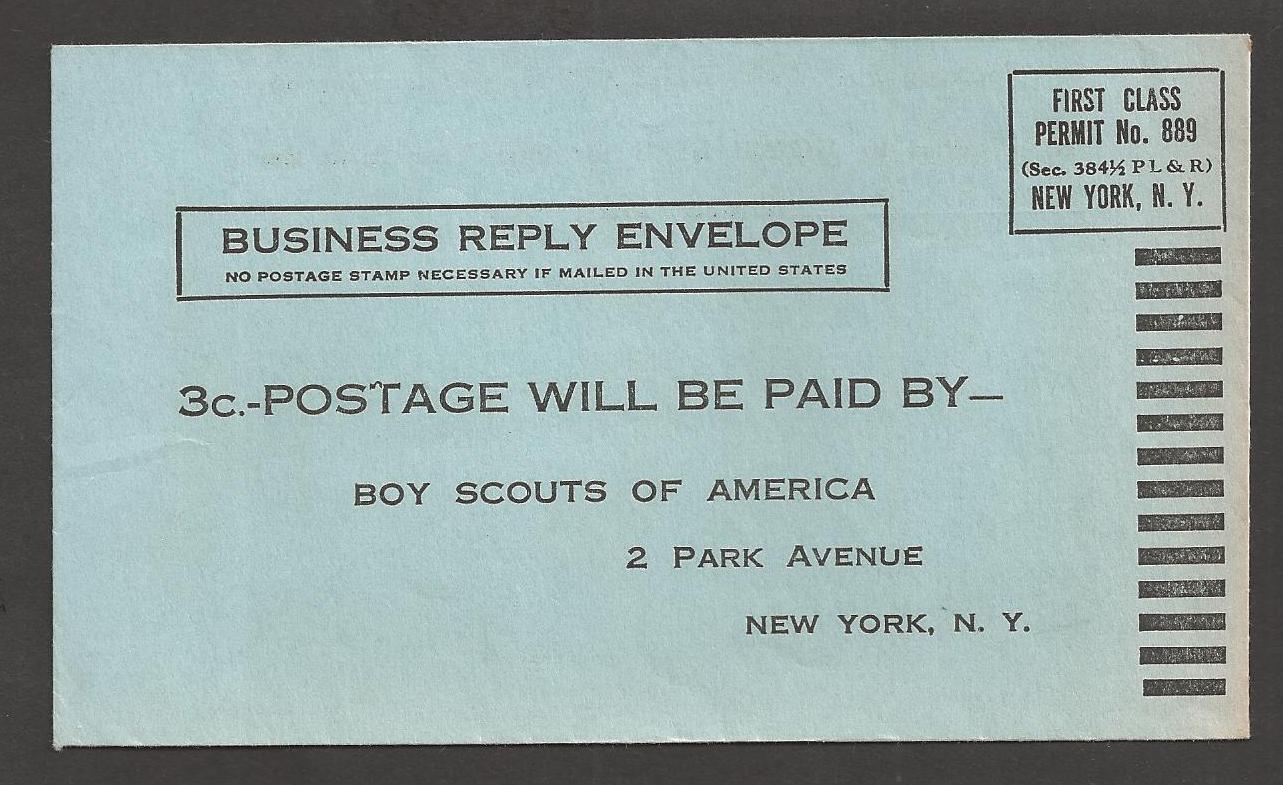 FIRST CLASS
PERMIT No. 889
(Sec. 384½ P L & R)
NEW YORK, N. Y.
BUSINESS REPLY ENVELOPE
NO POSTAGE STAMP NECESSARY IF MAILED IN THE UNITED STATES
3c.-POSTAGE WILL BE PAID BY—
BOY SCOUTS OF AMERICA
2 PARK AVENUE
NEW YORK, N. Y.